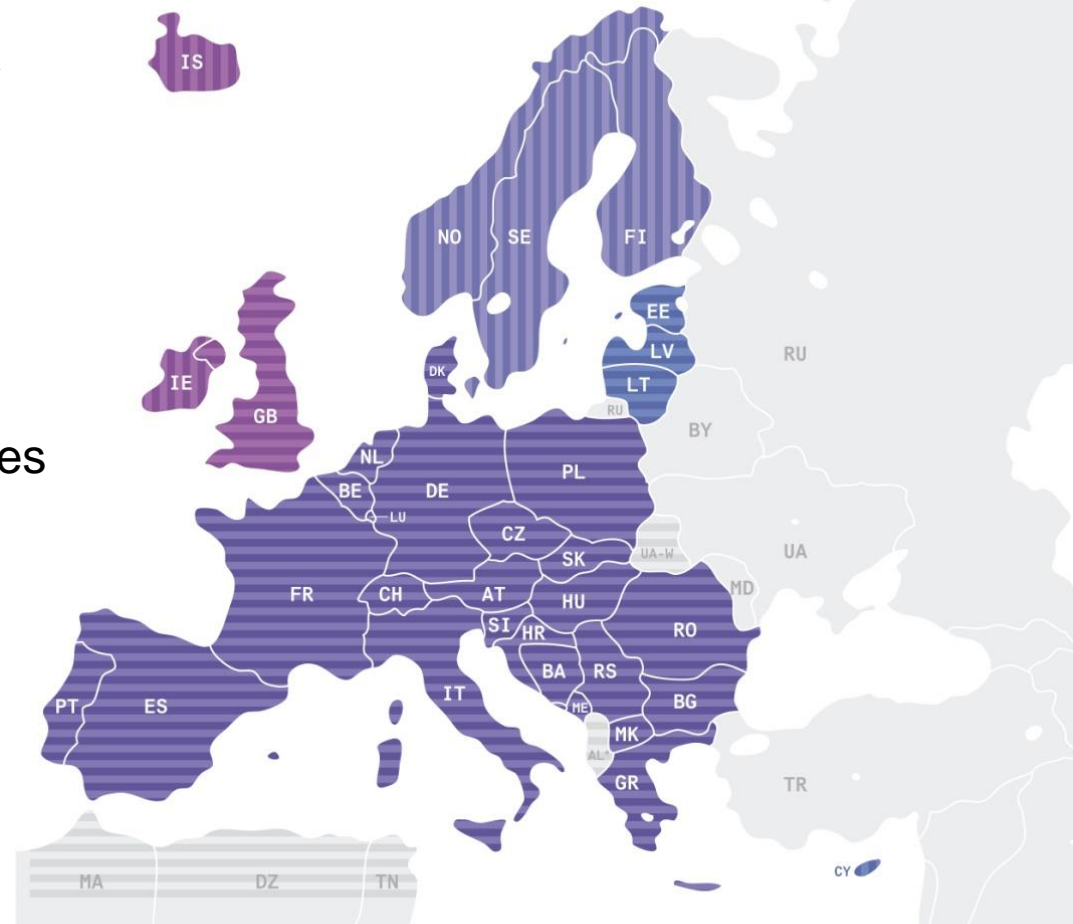 IS
NO SE FI
EE
LV
RU
DK
LT
IE
RU
GB
BY
es
NL
PL
BE DE
LU
CZ
UA-W UA
SK
FR CH AT
MD
HU
SI
HR
RO
BA RS
IT
PT ES
BG
ME
MK
AL*
GR
TR
CY
MA DZ TN